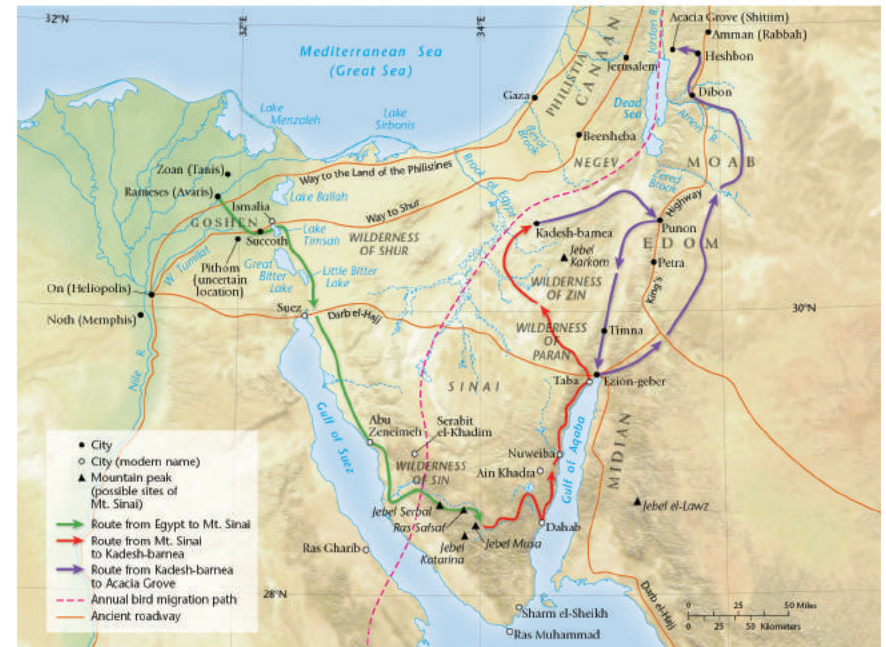 32°E
34°E
32°N
Mediterranean Sea
(Great Sea)
Acacia Grove (Shittim)
Amman (Rabbah)
Heshbon
Jordan R.
Jerusalem
PHILISTIA
CANAAN
Gaza
Dead
Sea
Dibon
Arnon R.
Besor
Brook
Beersheba
NEGEV
MOAB
Zered
Brook
Lake
Menzaleh
Lake
Sirbonis
Brook of Egypt
Zoan (Tanis)
Rameses (Avaris)
Way to the Land of the Philistines
Lake Ballah
Ismalia
Way to Shur
GOSHEN
Succoth
Lake
Timsah
WILDERNESS
OF SHUR
Kadesh-barnea
Highway
Punon
EDOM
Jebel
Karkom
Petra
King's
W. Tumilat
Pithom
(uncertain
location)
Great
Bitter
Lake
Little Bitter
Lake
WILDERNESS
OF ZIN
On (Heliopolis)
Noth (Memphis)
Suez
Darb el-Hajj
30°N
WILDERNESS
OF
PARAN
Timna
Nile R.
SINAI
Taba
Ezion-geber
Gulf of Suez
Abu
Zeneimeh
Serabit
el-Khadim
Gulf of Aqaba
MIDIAN
WILDERNESS
OF SIN
Nuweiba
Ain Khadra
Jebel Serbal
Ras Safsaf
Jebel el-Lawz
Jebel Musa
Dahab
Jebel
Katarina
Ras Gharib
28°N
Sharm el-Sheikh
Ras Muhammad
Darb el-Hajj
City
City (modern name)
Mountain peak
(possible sites of
Mt. Sinai)
Route from Egypt to Mt. Sinai
Route from Mt. Sinai
to Kadesh-barnea
Route from Kadesh-barnea
to Acacia Grove
Annual bird migration path
Ancient roadway
0 25 50 Miles
0 25 50 Kilometers